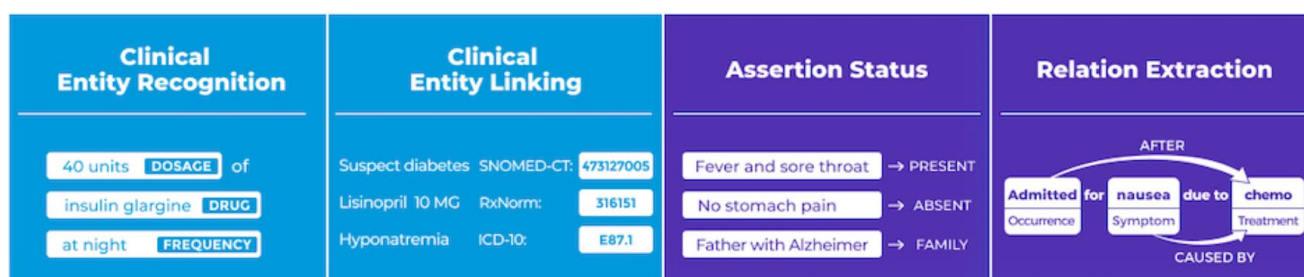 Clinical
Entity Recognition
40 units DOSAGE of
insulin glargine DRUG
at night FREQUENCY
Clinical
Entity Linking
Suspect diabetes SNOMED-CT: 473127005
Lisinopril 10 MG RxNorm: 316151
Hyponatremia ICD-10: E87.1
Assertion Status
Fever and sore throat → PRESENT
No stomach pain → ABSENT
Father with Alzheimer → FAMILY
Relation Extraction
AFTER
Admitted for nausea due to chemo
Occurrence Symptom Treatment
CAUSED BY